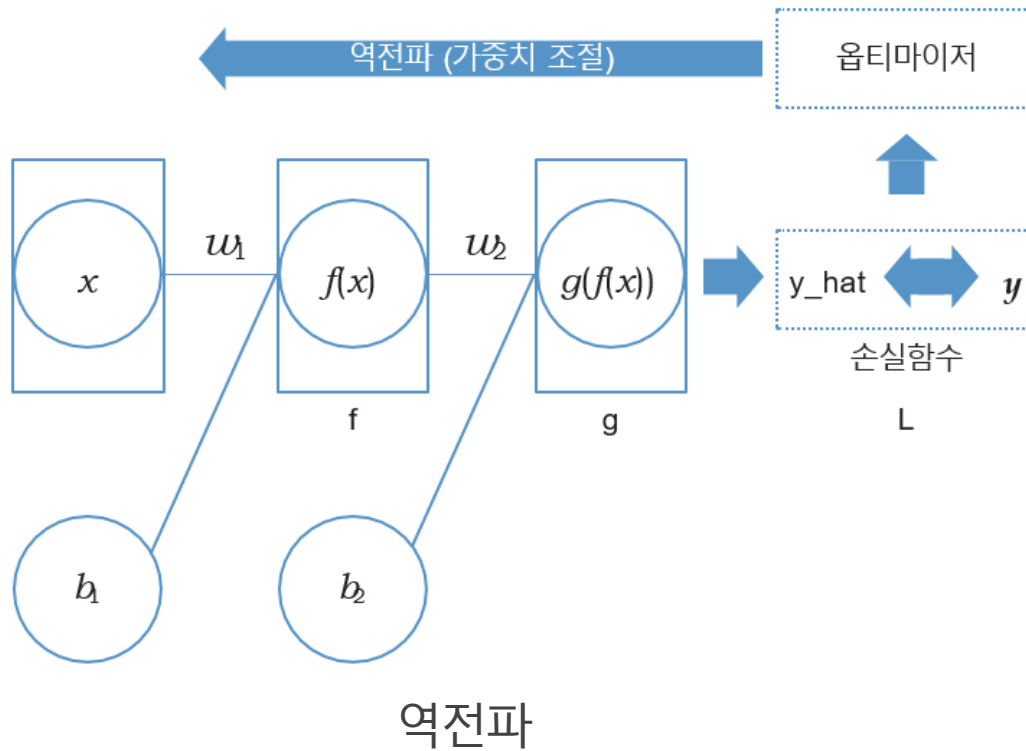 역전파 (가중치 조절)
옵티마이저
x
w₁
f(x)
w₂
g(f(x))
y_hat
y
손실함수
f
g
L
b₁
b₂
역전파